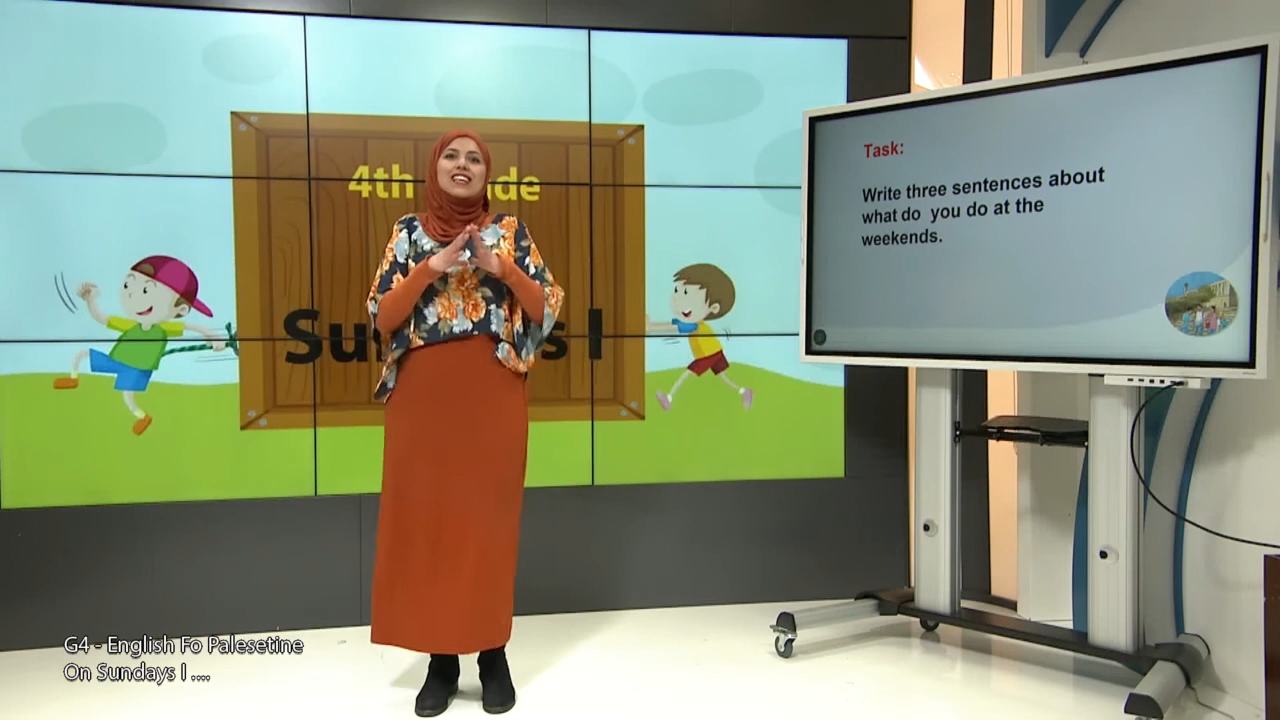 4th
Su
s I
Task:
Write three sentences about
what do you do at the
weekends.
G4 - English Fo Palesetine
On Sundays I ....